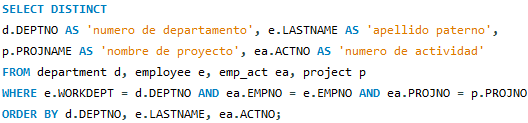 SELECT DISTINCT
d.DEPTNO AS 'numero de departamento', e.LASTNAME AS 'apellido paterno',
p.PROJNAME AS 'nombre de proyecto', ea.ACTNO AS 'numero de actividad'
FROM department d, employee e, emp_act ea, project p
WHERE e.WORKDEPT = d.DEPTNO AND ea.EMPNO = e.EMPNO AND ea.PROJNO = p.PROJNO
ORDER BY d.DEPTNO, e.LASTNAME, ea.ACTNO;